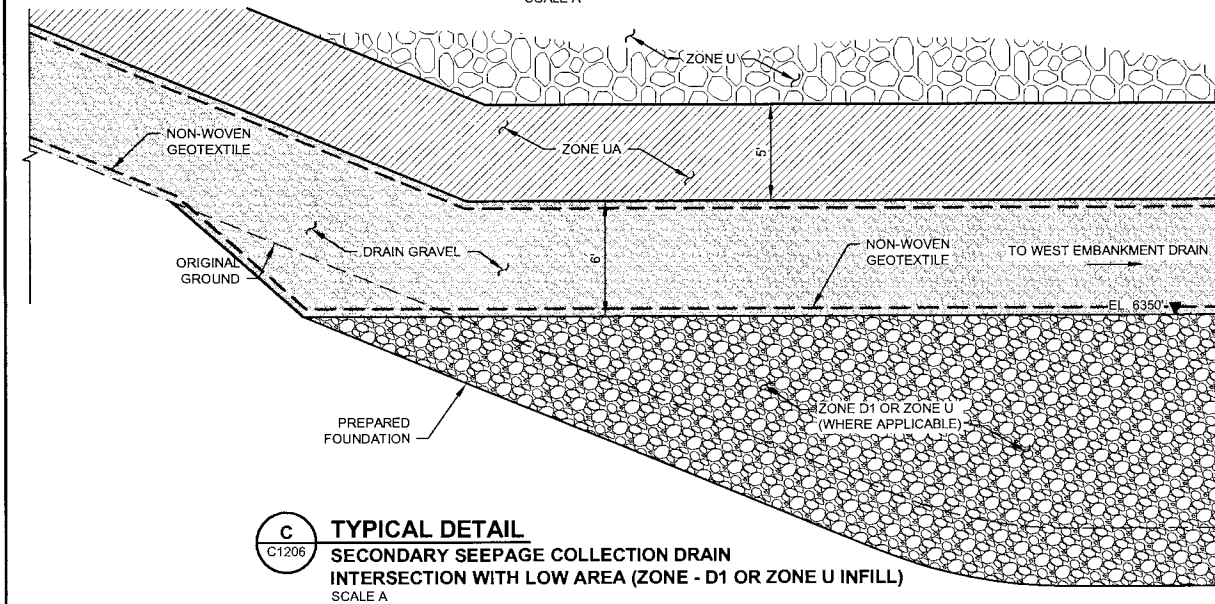 SCALE A
ZONE U
NON-WOVEN
GEOTEXTILE
ZONE UA
5'
ORIGINAL
GROUND
DRAIN GRAVEL
6'
NON-WOVEN
GEOTEXTILE
TO WEST EMBANKMENT DRAIN
EL. 6350'
PREPARED
FOUNDATION
ZONE D1 OR ZONE U
(WHERE APPLICABLE)
C
C1206
TYPICAL DETAIL
SECONDARY SEEPAGE COLLECTION DRAIN
INTERSECTION WITH LOW AREA (ZONE - D1 OR ZONE U INFILL)
SCALE A